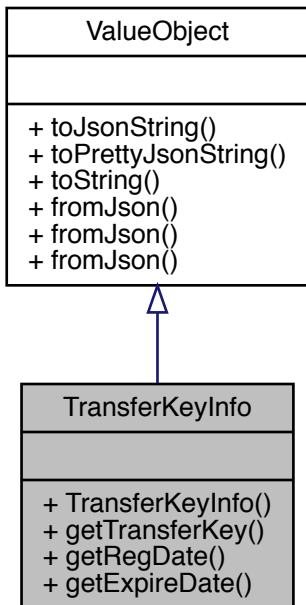 ValueObject
+ toJsonString()
+ toPrettyJsonString()
+ toString()
+ fromJson()
+ fromJson()
+ fromJson()
TransferKeyInfo
+ TransferKeyInfo()
+ getTransferKey()
+ getRegDate()
+ getExpireDate()